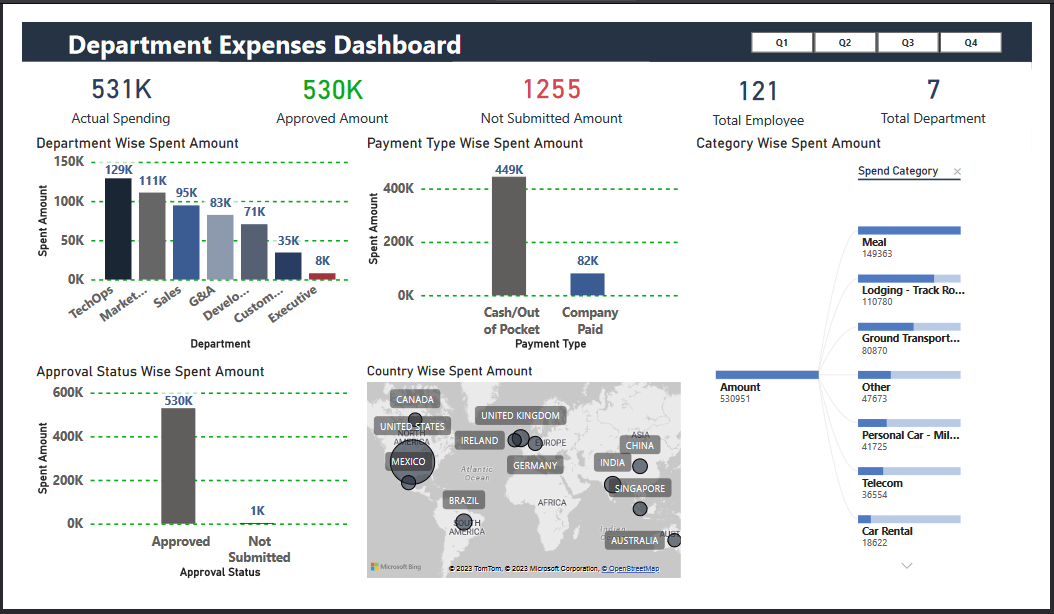 Department Expenses Dashboard
Q1
Q2
Q3
Q4
531K
Actual Spending
530K
Approved Amount
1255
Not Submitted Amount
121
Total Employee
7
Total Department
Department Wise Spent Amount
Spent Amount
150K
100K
50K
0K
129K
111K
95K
83K
71K
35K
8K
TechOps
Market...
Sales
G&A
Develo...
Custom...
Executive
Department
Payment Type Wise Spent Amount
Spent Amount
400K
200K
0K
449K
82K
Cash/Out
of Pocket
Company
Paid
Payment Type
Category Wise Spent Amount
Spend Category
Amount
530951
Meal
149363
Lodging - Track Ro...
110780
Ground Transport...
80870
Other
47673
Personal Car - Mil...
41725
Telecom
36554
Car Rental
18622
Approval Status Wise Spent Amount
Spent Amount
600K
400K
200K
0K
530K
1K
Approved
Not
Submitted
Approval Status
Country Wise Spent Amount
CANADA
UNITED STATES
NORTH
AMERICA
MEXICO
UNITED KINGDOM
IRELAND
EUROPE
GERMANY
ASIA
CHINA
INDIA
SINGAPORE
Atlantic
Ocean
BRAZIL
SOUTH
AMERICA
AFRICA
Indian
AUSTRALIA
AUST
Microsoft Bing
© 2023 TomTom, © 2023 Microsoft Corporation, © OpenStreetMap